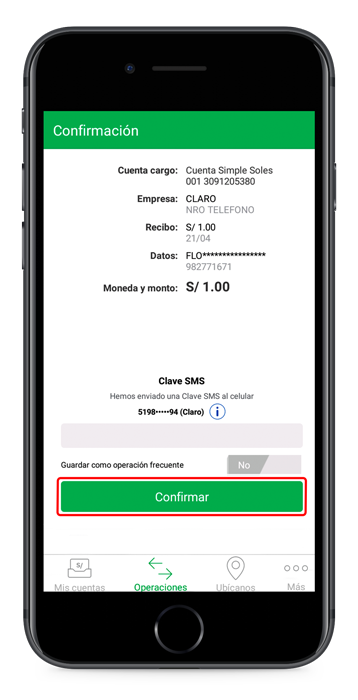 Confirmación
Cuenta cargo: Cuenta Simple Soles
001 3091205380
Empresa: CLARO
NRO TELEFONO
Recibo: S/ 1.00
21/04
Datos: FLO****************
982771671
Moneda y monto: S/ 1.00
Clave SMS
Hemos enviado una Clave SMS al celular
5198·····94 (Claro) i
Guardar como operación frecuente No
Confirmar
S/
Mis cuentas Operaciones Ubícanos Más